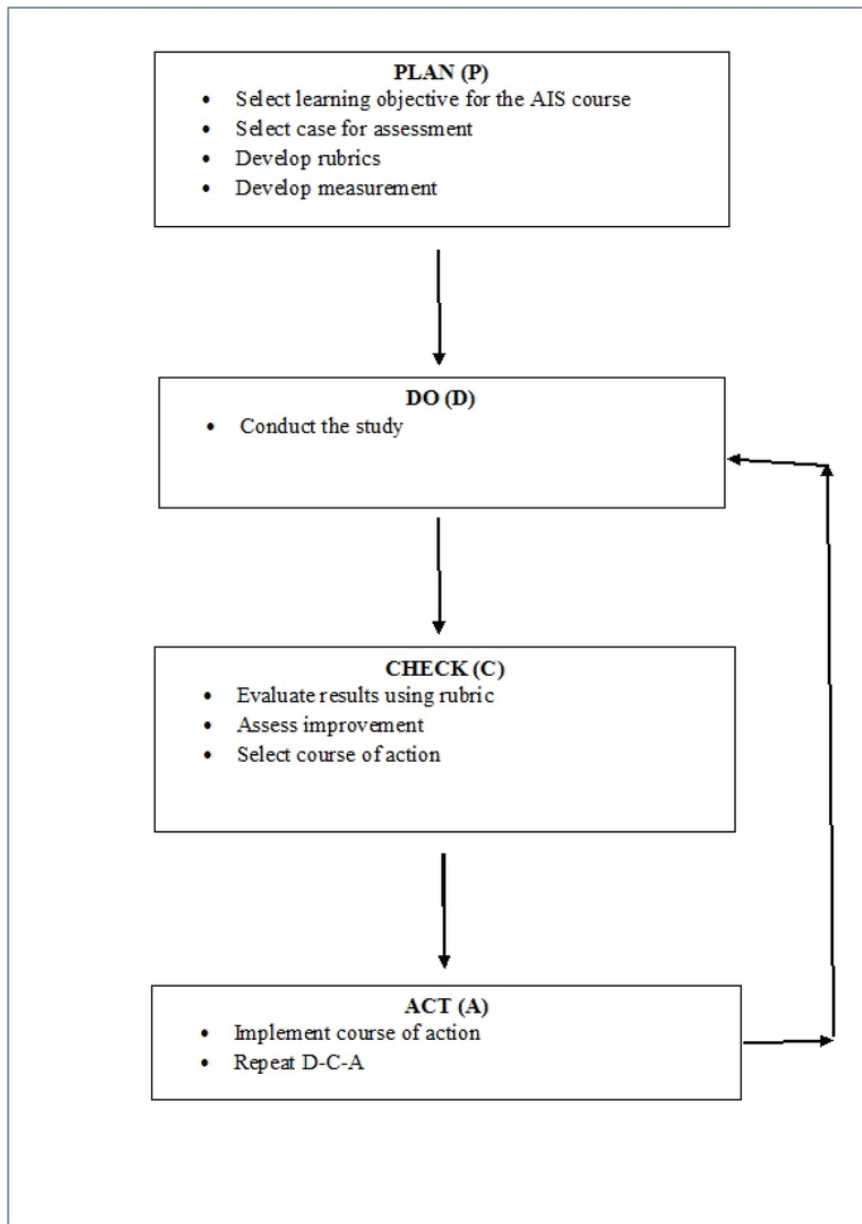 PLAN (P)
• Select learning objective for the AIS course
• Select case for assessment
• Develop rubrics
• Develop measurement
DO (D)
• Conduct the study
CHECK (C)
• Evaluate results using rubric
• Assess improvement
• Select course of action
ACT (A)
• Implement course of action
• Repeat D-C-A